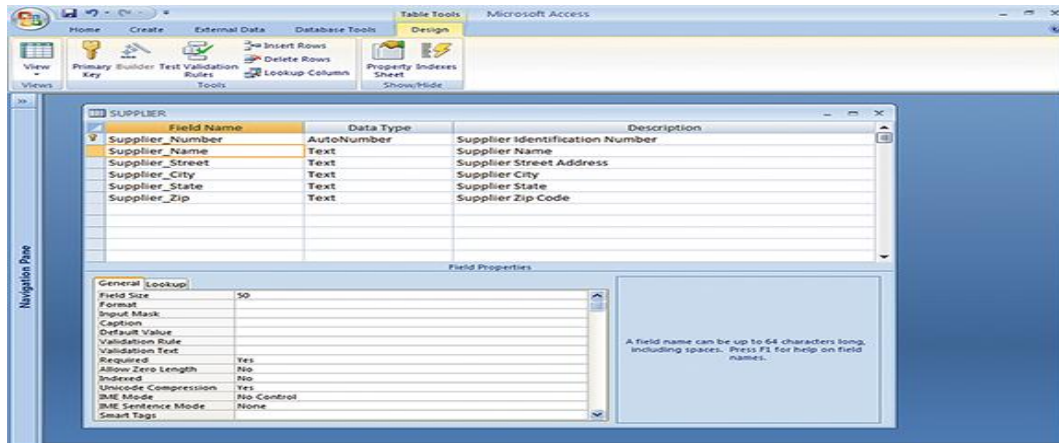 Table Tools Microsoft Access
Home Create External Data Database Tools Design
View Primary Key Builder Test Validation Rules Insert Rows Delete Rows Lookup Column Property Sheet Indexes
Views Tools Show/Hide
SUPPLIER
Field Name Data Type Description
Supplier_Number AutoNumber Supplier Identification Number
Supplier_Name Text Supplier Name
Supplier_Street Text Supplier Street Address
Supplier_City Text Supplier City
Supplier_State Text Supplier State
Supplier_Zip Text Supplier Zip Code
Navigation Pane
Field Properties
General Lookup
Field Size 50
Format
Input Mask
Caption
Default Value
Validation Rule
Validation Text
Required Yes
Allow Zero Length No
Indexed No
Unicode Compression Yes
IME Mode No Control
IME Sentence Mode None
Smart Tags
A field name can be up to 64 characters long,
including spaces. Press F1 for help on field
names.